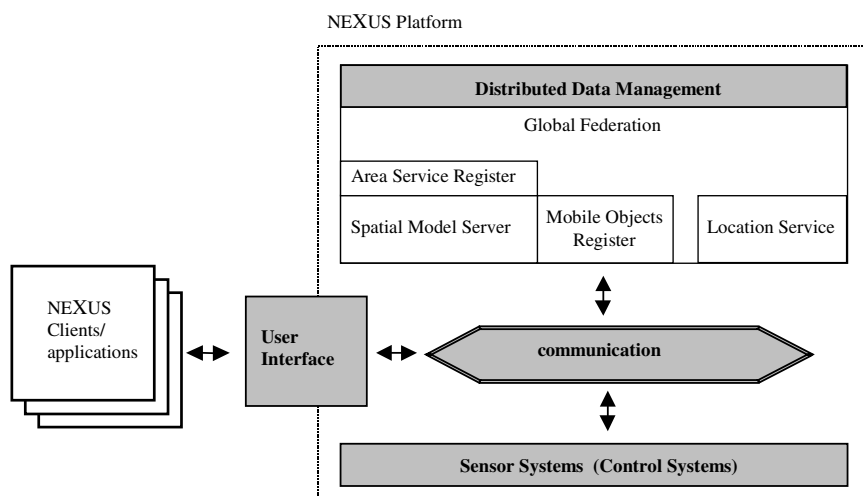 NEXUS Platform
Distributed Data Management
Global Federation
Area Service Register
Spatial Model Server
Mobile Objects
Register
Location Service
NEXUS
Clients/
applications
User
Interface
communication
Sensor Systems (Control Systems)